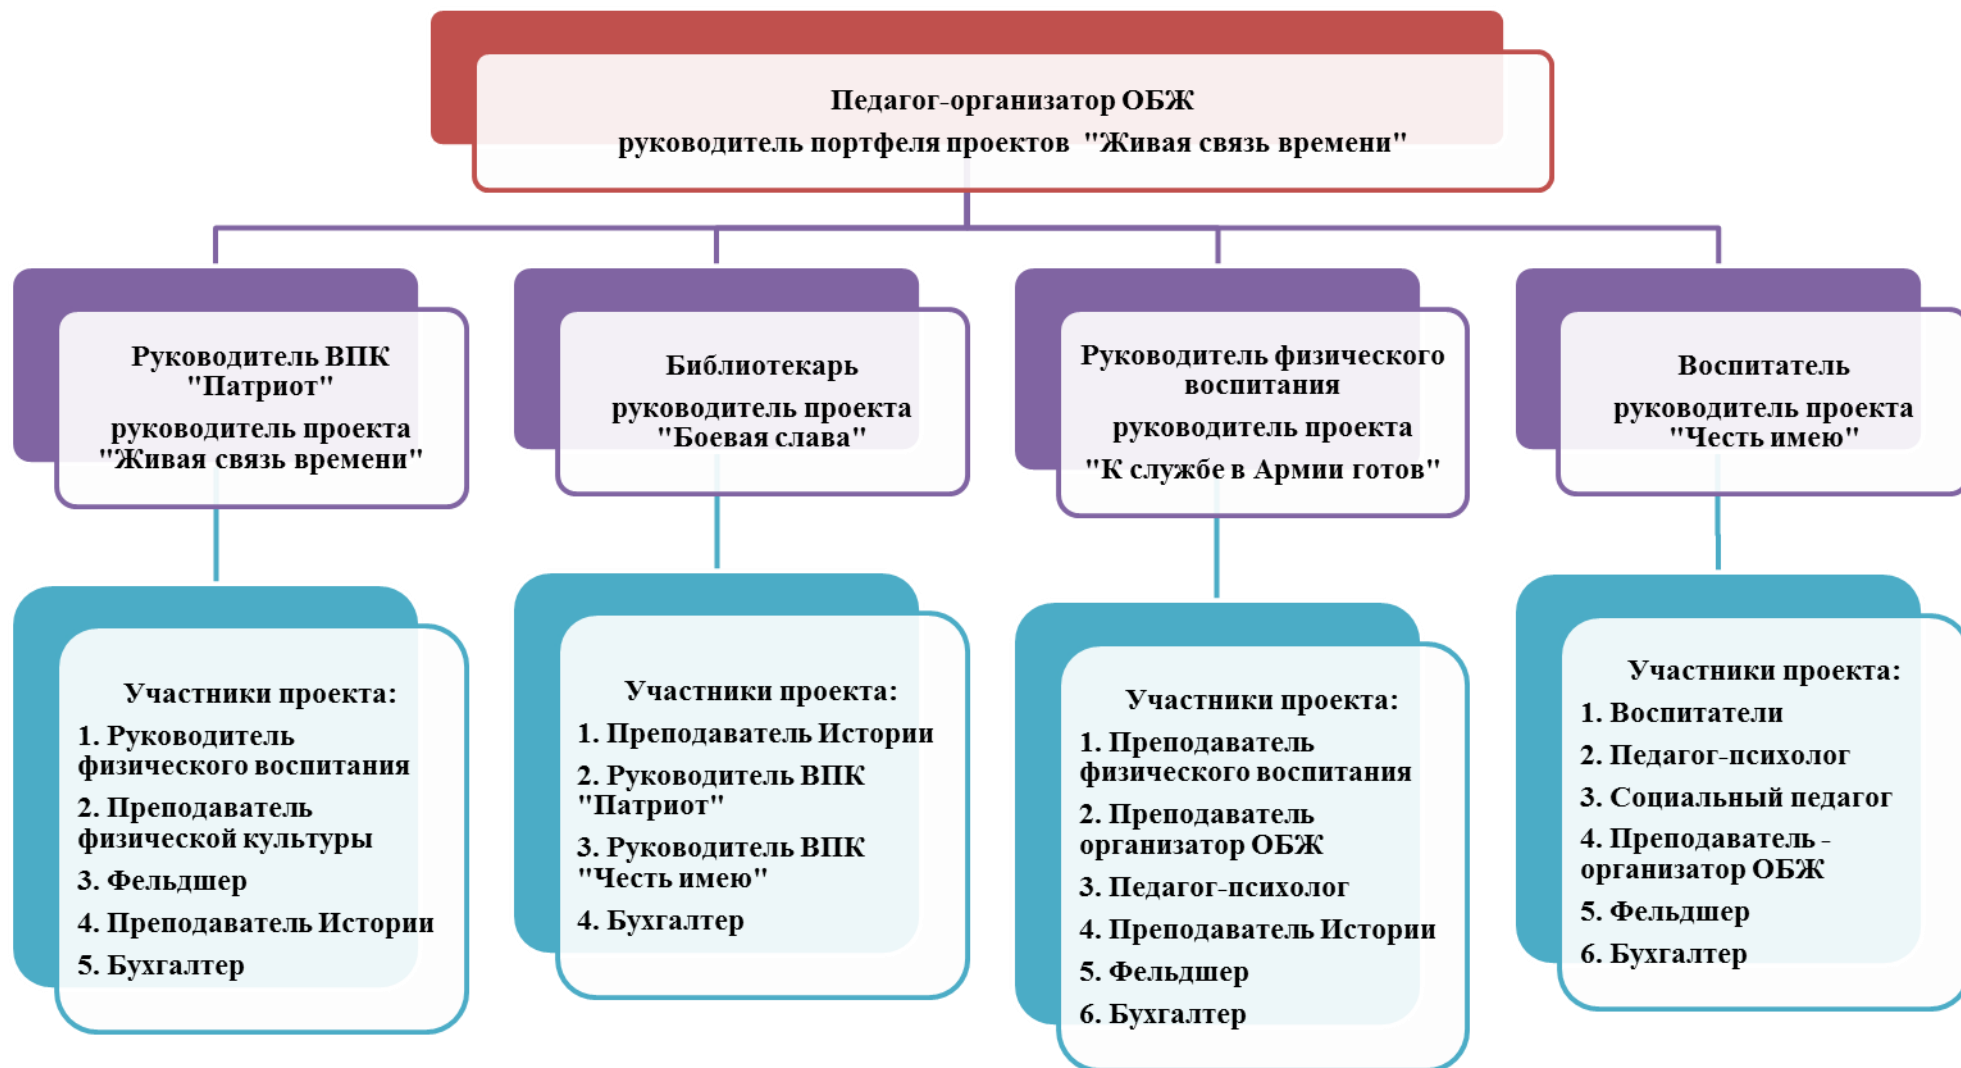 Педагог-организатор ОБЖ
руководитель портфеля проектов "Живая связь времени"
Руководитель ВПК
"Патриот"
руководитель проекта
"Живая связь времени"
Библиотекарь
руководитель проекта
"Боевая слава"
Руководитель физического
воспитания
руководитель проекта
"К службе в Армии готов"
Воспитатель
руководитель проекта
"Честь имею"
Участники проекта:
1. Руководитель
физического воспитания
2. Преподаватель
физической культуры
3. Фельдшер
4. Преподаватель Истории
5. Бухгалтер
Участники проекта:
1. Преподаватель Истории
2. Руководитель ВПК
"Патриот"
3. Руководитель ВПК
"Честь имею"
4. Бухгалтер
Участники проекта:
1. Преподаватель
физического воспитания
2. Преподаватель
организатор ОБЖ
3. Педагог-психолог
4. Преподаватель Истории
5. Фельдшер
6. Бухгалтер
Участники проекта:
1. Воспитатели
2. Педагог-психолог
3. Социальный педагог
4. Преподаватель -
организатор ОБЖ
5. Фельдшер
6. Бухгалтер